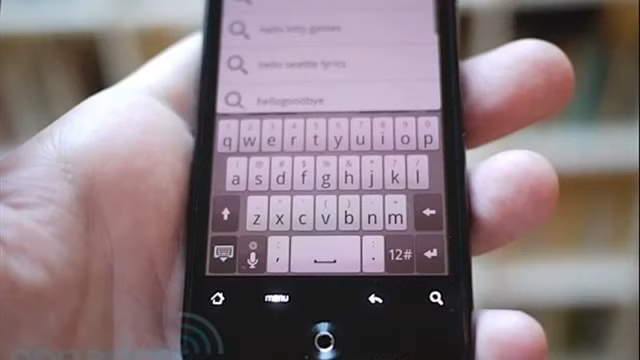 hello kitty games
hello seattle lyrics
hellogoodbye
q w e r t y u i o p
a s d f g h j k l
z x c v b n m
, . 12#
menu